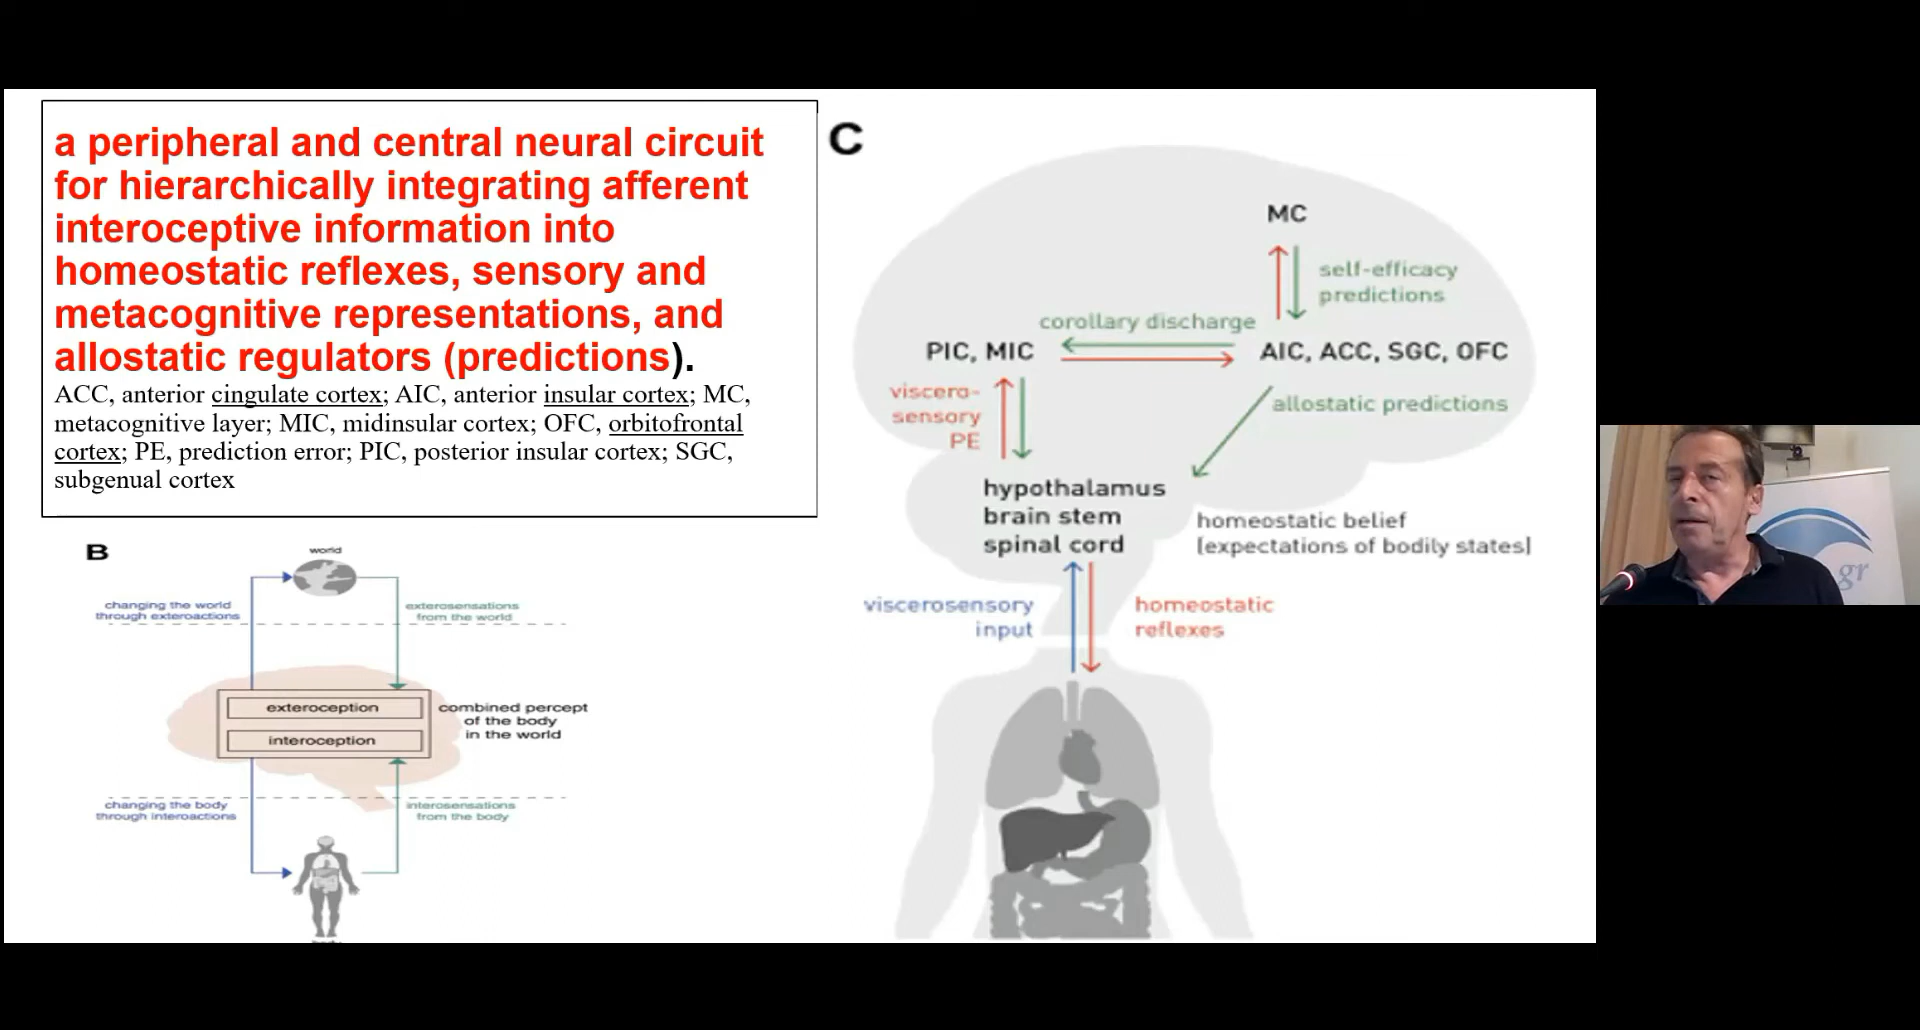 a peripheral and central neural circuit
for hierarchically integrating afferent
interoceptive information into
homeostatic reflexes, sensory and
metacognitive representations, and
allostatic regulators (predictions).
ACC, anterior cingulate cortex; AIC, anterior insular cortex; MC,
metacognitive layer; MIC, midinsular cortex; OFC, orbitofrontal
cortex; PE, prediction error; PIC, posterior insular cortex; SGC,
subgenual cortex
B
world
changing the world
through exteroactions
exterosensations
from the world
exteroception
interoception
combined percept
of the body
in the world
changing the body
through interoactions
interosensations
from the body
C
MC
self-efficacy
predictions
corollary discharge
PIC, MIC
AIC, ACC, SGC, OFC
viscero-
sensory
PE
allostatic predictions
hypothalamus
brain stem
spinal cord
homeostatic belief
[expectations of bodily states]
viscerosensory
input
homeostatic
reflexes
gr